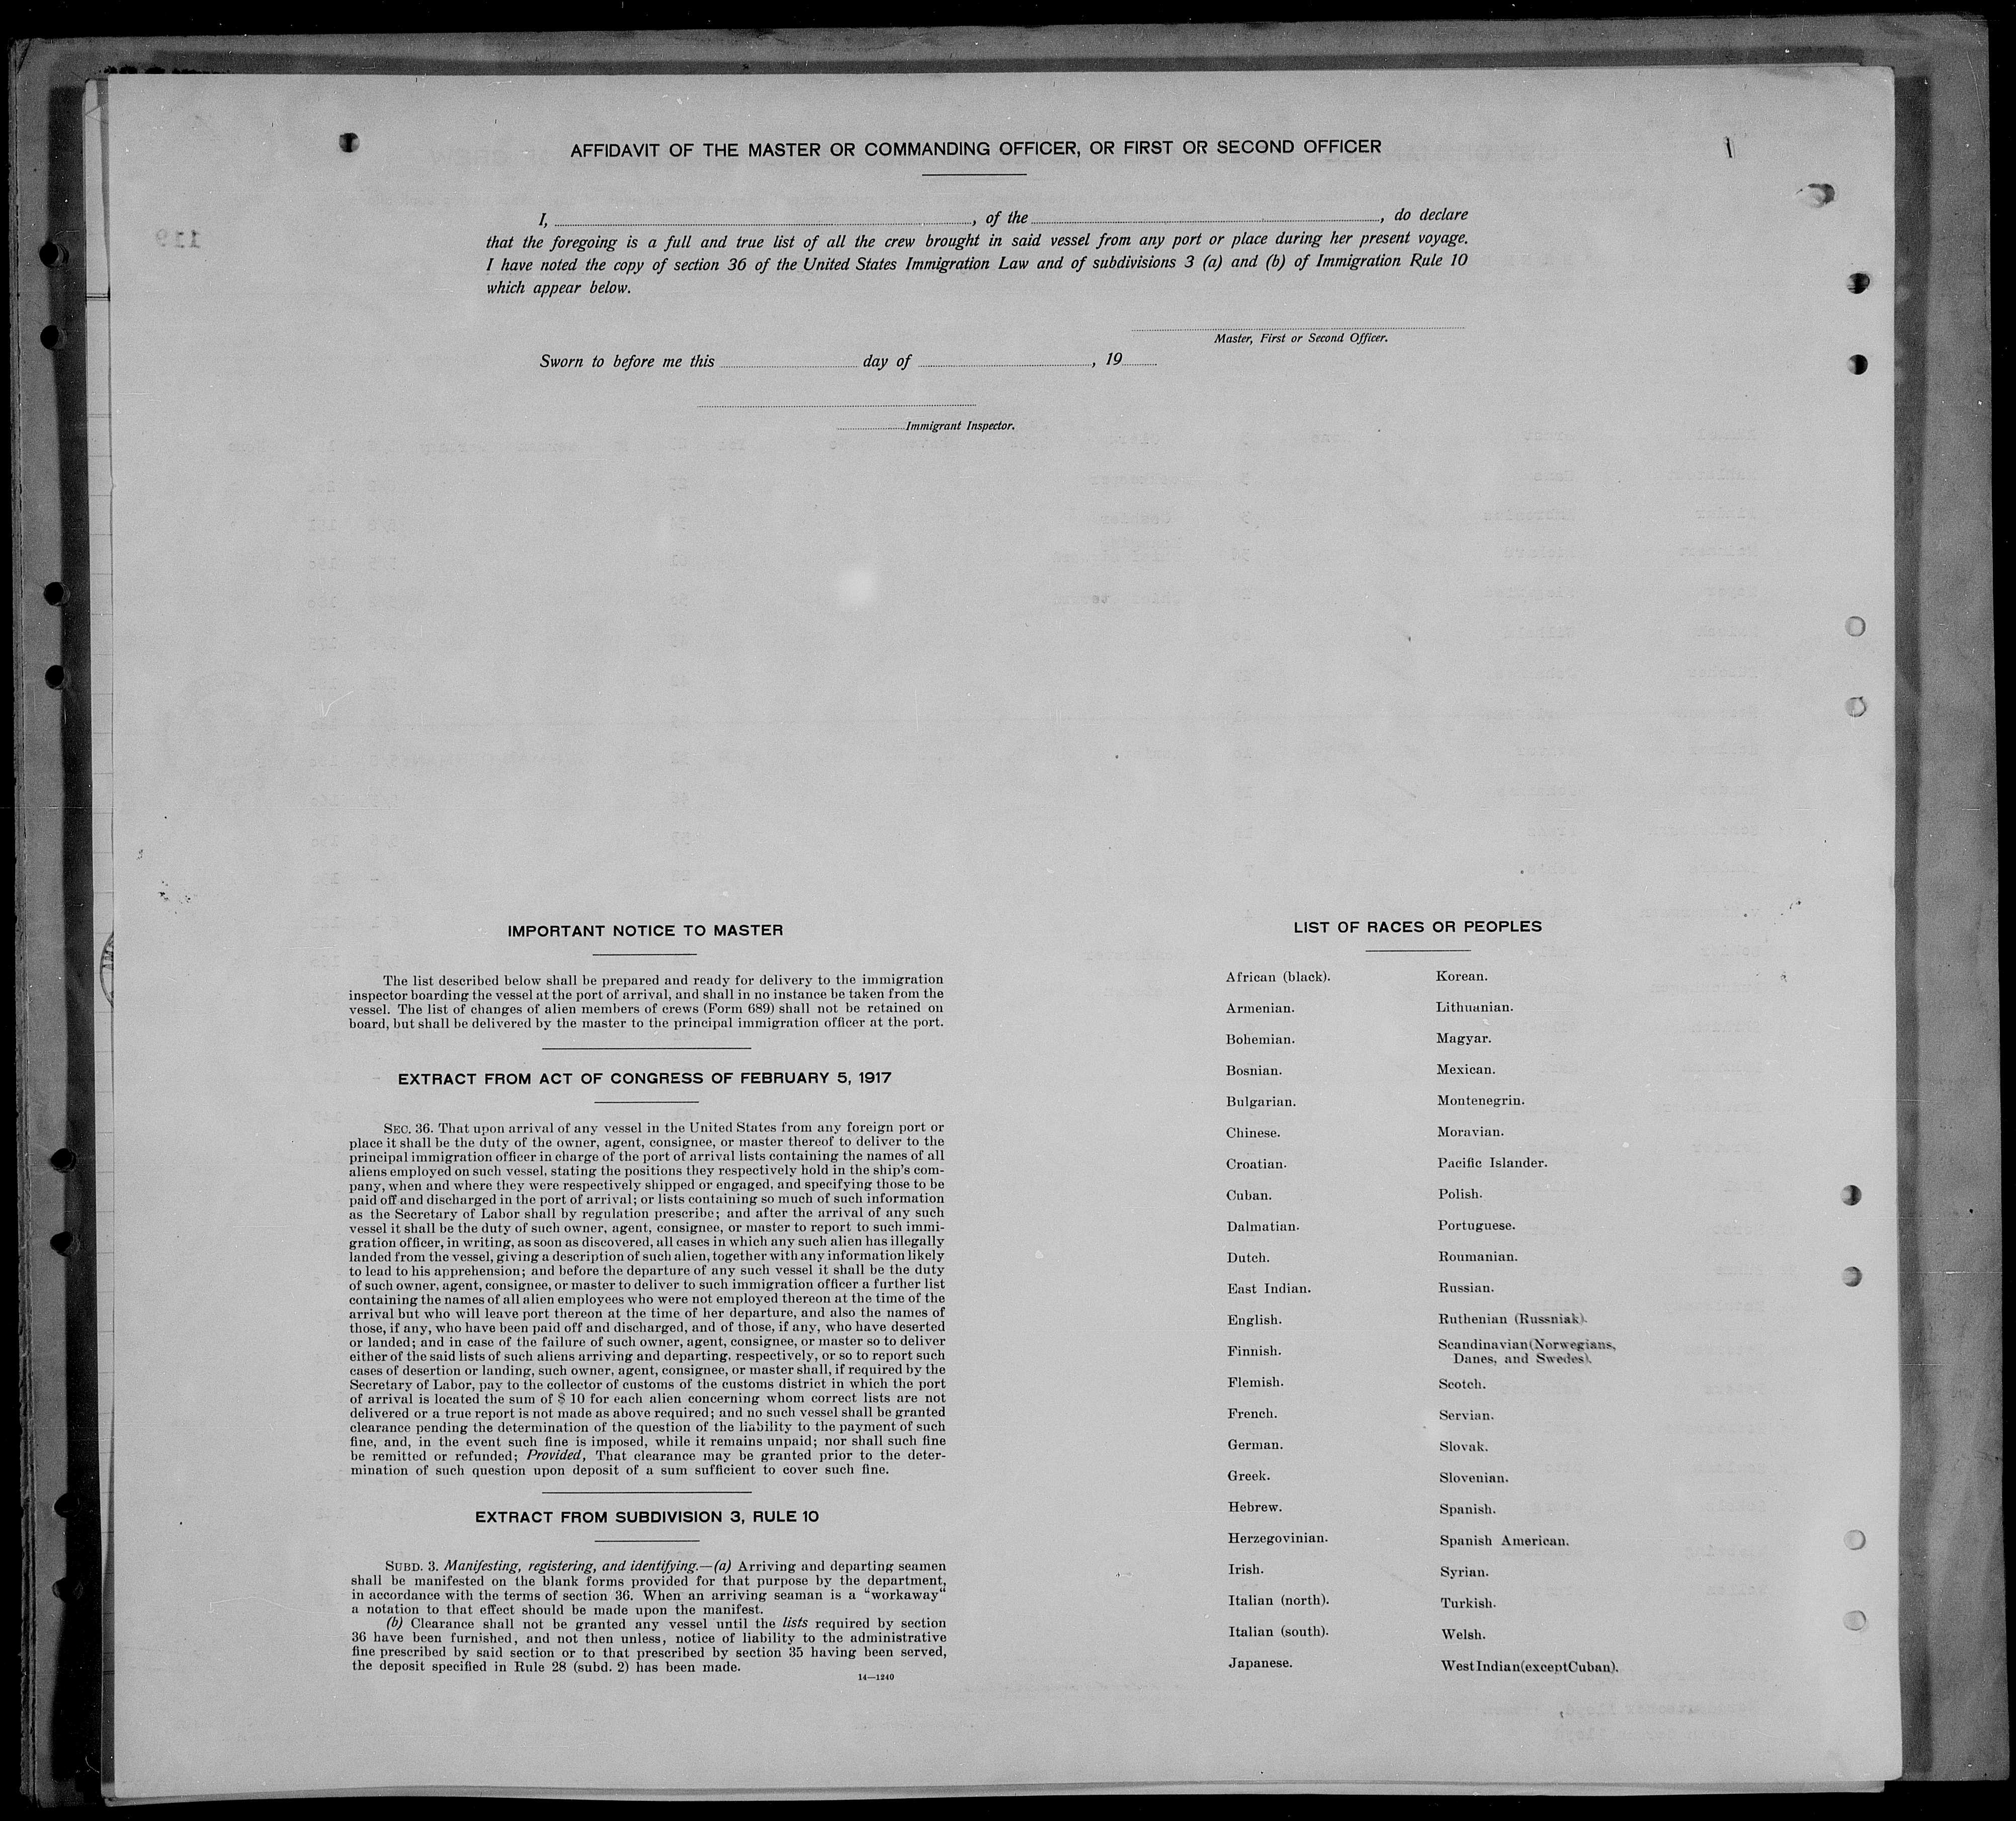 AFFIDAVIT OF THE MASTER OR COMMANDING OFFICER, OR FIRST OR SECOND OFFICER
I, , of the , do declare
that the foregoing is a full and true list of all the crew brought in said vessel from any port or place during her present voyage.
I have noted the copy of section 36 of the United States Immigration Law and of subdivisions 3 (a) and (b) of Immigration Rule 10
which appear below.
Master, First or Second Officer.
Sworn to before me this day of , 19
Immigrant Inspector.
IMPORTANT NOTICE TO MASTER
The list described below shall be prepared and ready for delivery to the immigration
inspector boarding the vessel at the port of arrival, and shall in no instance be taken from the
vessel. The list of changes of alien members of crews (Form 689) shall not be retained on
board, but shall be delivered by the master to the principal immigration officer at the port.
EXTRACT FROM ACT OF CONGRESS OF FEBRUARY 5, 1917
SEC. 36. That upon arrival of any vessel in the United States from any foreign port or
place it shall be the duty of the owner, agent, consignee, or master thereof to deliver to the
principal immigration officer in charge of the port of arrival lists containing the names of all
aliens employed on such vessel, stating the positions they respectively hold in the ship's com-
pany, when and where they were respectively shipped or engaged, and specifying those to be
paid off and discharged in the port of arrival; or lists containing so much of such information
as the Secretary of Labor shall by regulation prescribe; and after the arrival of any such
vessel it shall be the duty of such owner, agent, consignee, or master to report to such immi-
gration officer, in writing, as soon as discovered, all cases in which any such alien has illegally
landed from the vessel, giving a description of such alien, together with any information likely
to lead to his apprehension; and before the departure of any such vessel it shall be the duty
of such owner, agent, consignee, or master to deliver to such immigration officer a further list
containing the names of all alien employees who were not employed thereon at the time of the
arrival but who will leave port thereon at the time of her departure, and also the names of
those, if any, who have been paid off and discharged, and of those, if any, who have deserted
or landed; and in case of the failure of such owner, agent, consignee, or master so to deliver
either of the said lists of such aliens arriving and departing, respectively, or so to report such
cases of desertion or landing, such owner, agent, consignee, or master shall, if required by the
Secretary of Labor, pay to the collector of customs of the customs district in which the port
of arrival is located the sum of $ 10 for each alien concerning whom correct lists are not
delivered or a true report is not made as above required; and no such vessel shall be granted
clearance pending the determination of the question of the liability to the payment of such
fine, and, in the event such fine is imposed, while it remains unpaid; nor shall such fine
be remitted or refunded; Provided, That clearance may be granted prior to the deter-
mination of such question upon deposit of a sum sufficient to cover such fine.
EXTRACT FROM SUBDIVISION 3, RULE 10
SUBD. 3. Manifesting, registering, and identifying.—(a) Arriving and departing seamen
shall be manifested on the blank forms provided for that purpose by the department,
in accordance with the terms of section 36. When an arriving seaman is a "workaway"
a notation to that effect should be made upon the manifest.
(b) Clearance shall not be granted any vessel until the lists required by section
36 have been furnished, and not then unless, notice of liability to the administrative
fine prescribed by said section or to that prescribed by section 35 having been served,
the deposit specified in Rule 28 (subd. 2) has been made.
14—1240
LIST OF RACES OR PEOPLES
African (black).
Armenian.
Bohemian.
Bosnian.
Bulgarian.
Chinese.
Croatian.
Cuban.
Dalmatian.
Dutch.
East Indian.
English.
Finnish.
Flemish.
French.
German.
Greek.
Hebrew.
Herzegovinian.
Irish.
Italian (north).
Italian (south).
Japanese.
Korean.
Lithuanian.
Magyar.
Mexican.
Montenegrin.
Moravian.
Pacific Islander.
Polish.
Portuguese.
Roumanian.
Russian.
Ruthenian (Russniak).
Scandinavian (Norwegians,
Danes, and Swedes).
Scotch.
Servian.
Slovak.
Slovenian.
Spanish.
Spanish American.
Syrian.
Turkish.
Welsh.
West Indian (except Cuban).